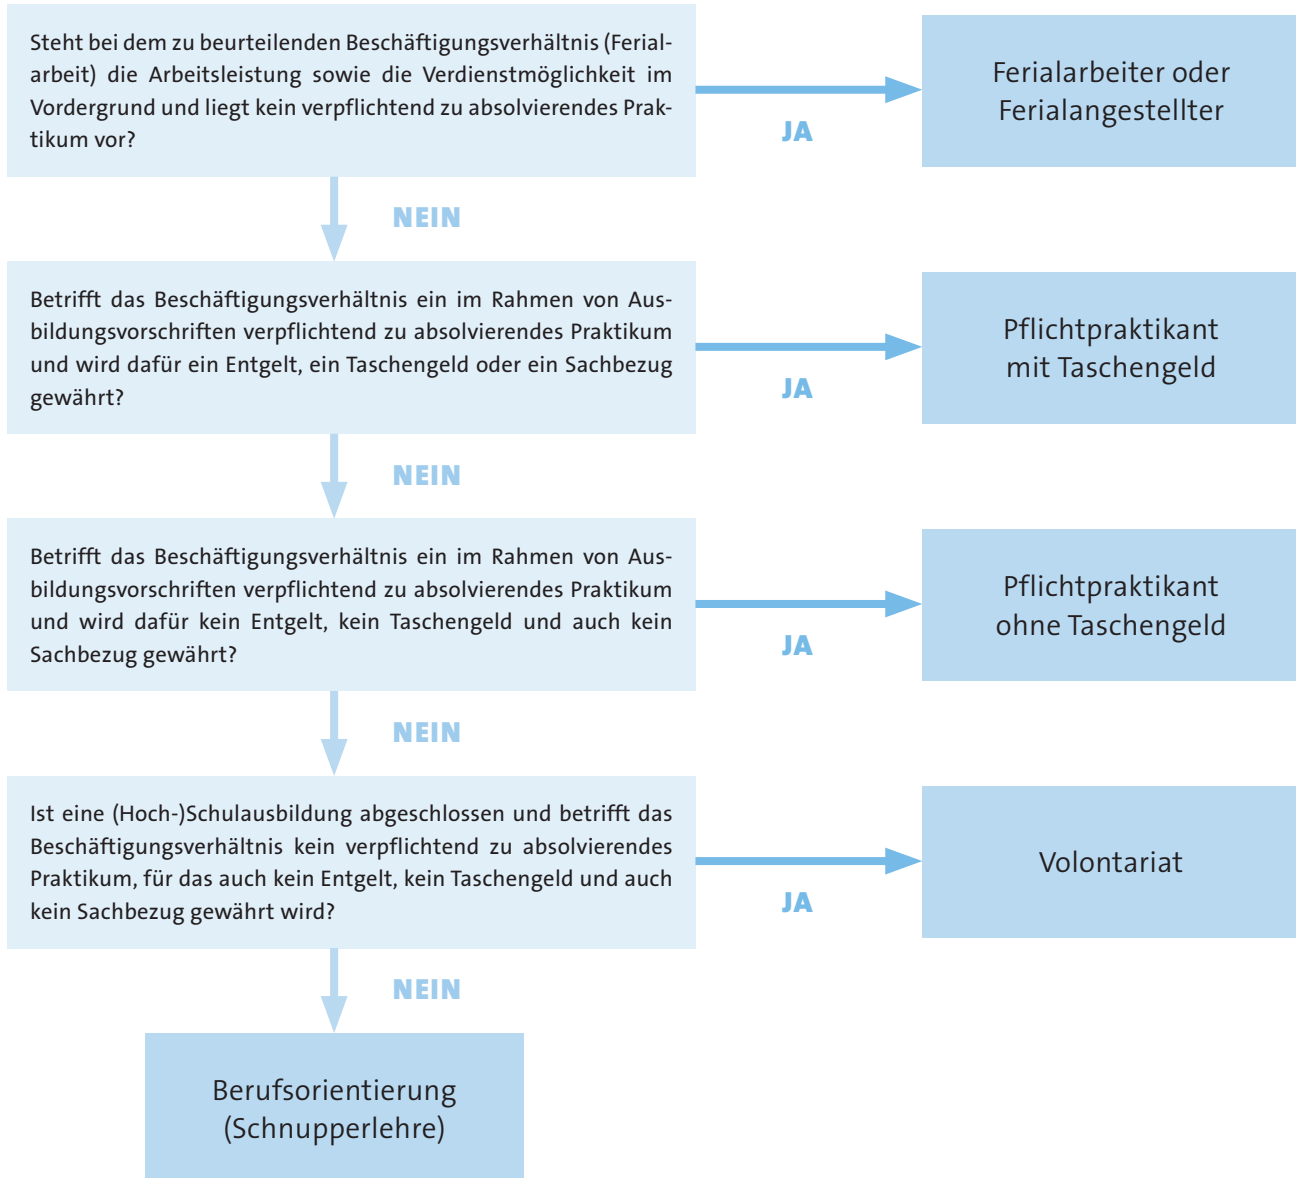 Steht bei dem zu beurteilenden Beschäftigungsverhältnis (Ferial-
arbeit) die Arbeitsleistung sowie die Verdienstmöglichkeit im
Vordergrund und liegt kein verpflichtend zu absolvierendes Prak-
tikum vor?
JA
Ferialarbeiter oder
Ferialangestellter
NEIN
Betrifft das Beschäftigungsverhältnis ein im Rahmen von Aus-
bildungsvorschriften verpflichtend zu absolvierendes Praktikum
und wird dafür ein Entgelt, ein Taschengeld oder ein Sachbezug
gewährt?
JA
Pflichtpraktikant
mit Taschengeld
NEIN
Betrifft das Beschäftigungsverhältnis ein im Rahmen von Aus-
bildungsvorschriften verpflichtend zu absolvierendes Praktikum
und wird dafür kein Entgelt, kein Taschengeld und auch kein
Sachbezug gewährt?
JA
Pflichtpraktikant
ohne Taschengeld
NEIN
Ist eine (Hoch-)Schulausbildung abgeschlossen und betrifft das
Beschäftigungsverhältnis kein verpflichtend zu absolvierendes
Praktikum, für das auch kein Entgelt, kein Taschengeld und auch
kein Sachbezug gewährt wird?
JA
Volontariat
NEIN
Berufsorientierung
(Schnupperlehre)